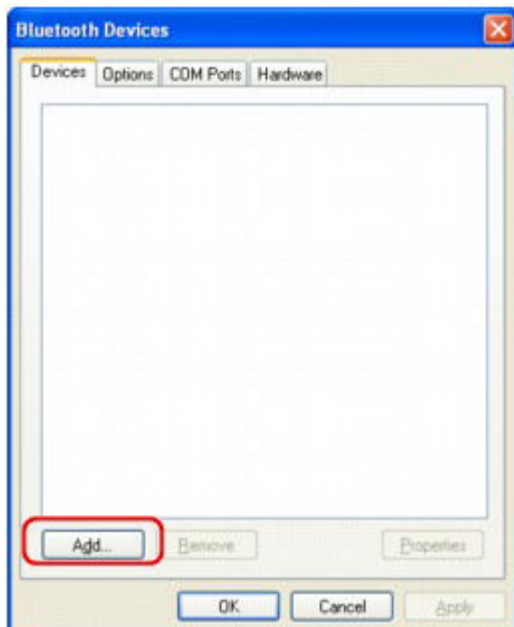 Bluetooth Devices
Devices Options COM Ports Hardware
Add... Remove Properties
OK Cancel Apply